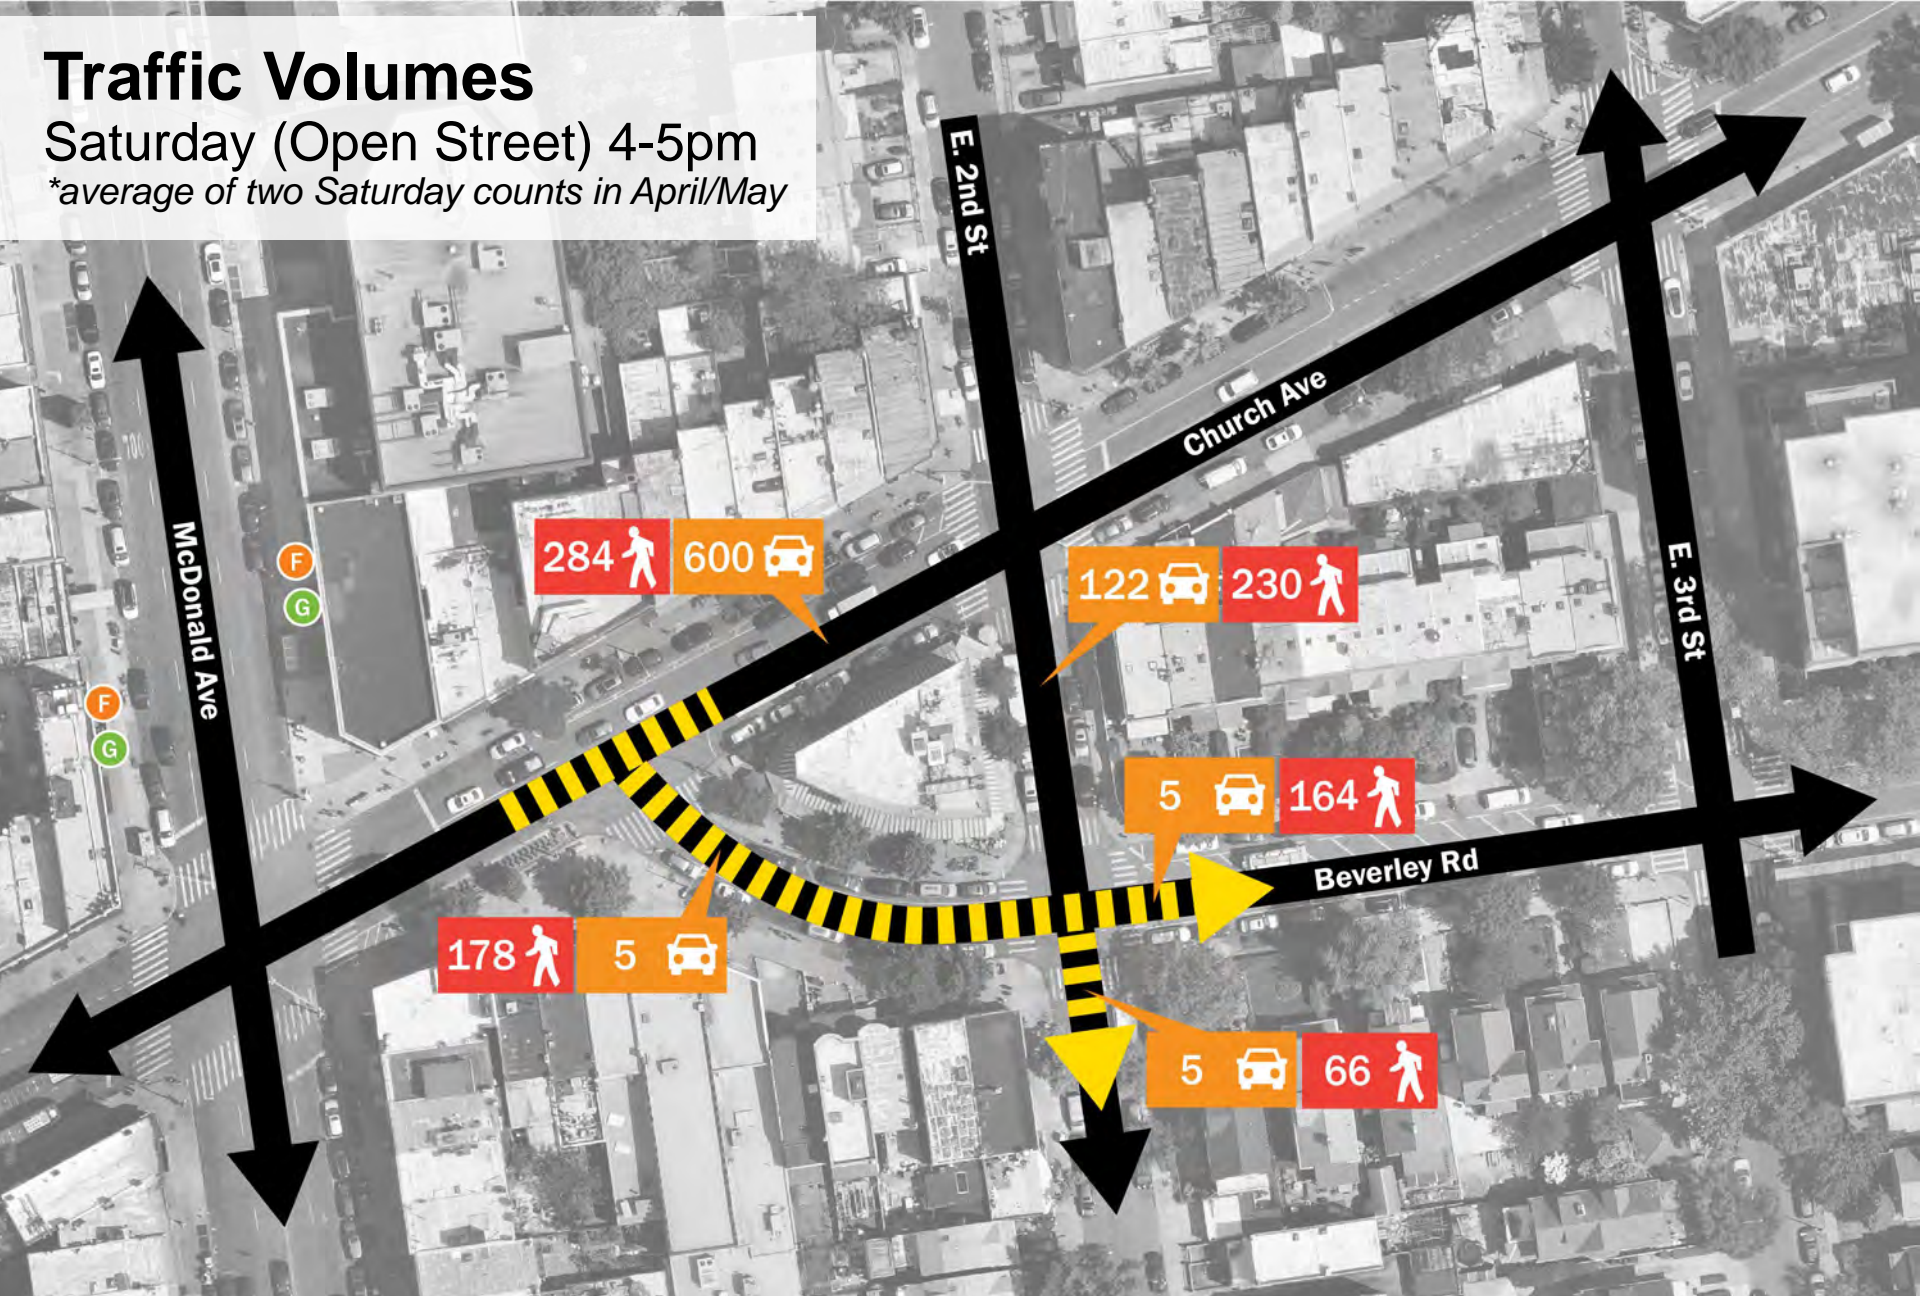 Traffic Volumes
Saturday (Open Street) 4-5pm
*average of two Saturday counts in April/May
E. 2nd St
Church Ave
McDonald Ave
F
G
284 600
122 230
E. 3rd St
F
G
5 164
Beverley Rd
178 5
5 66